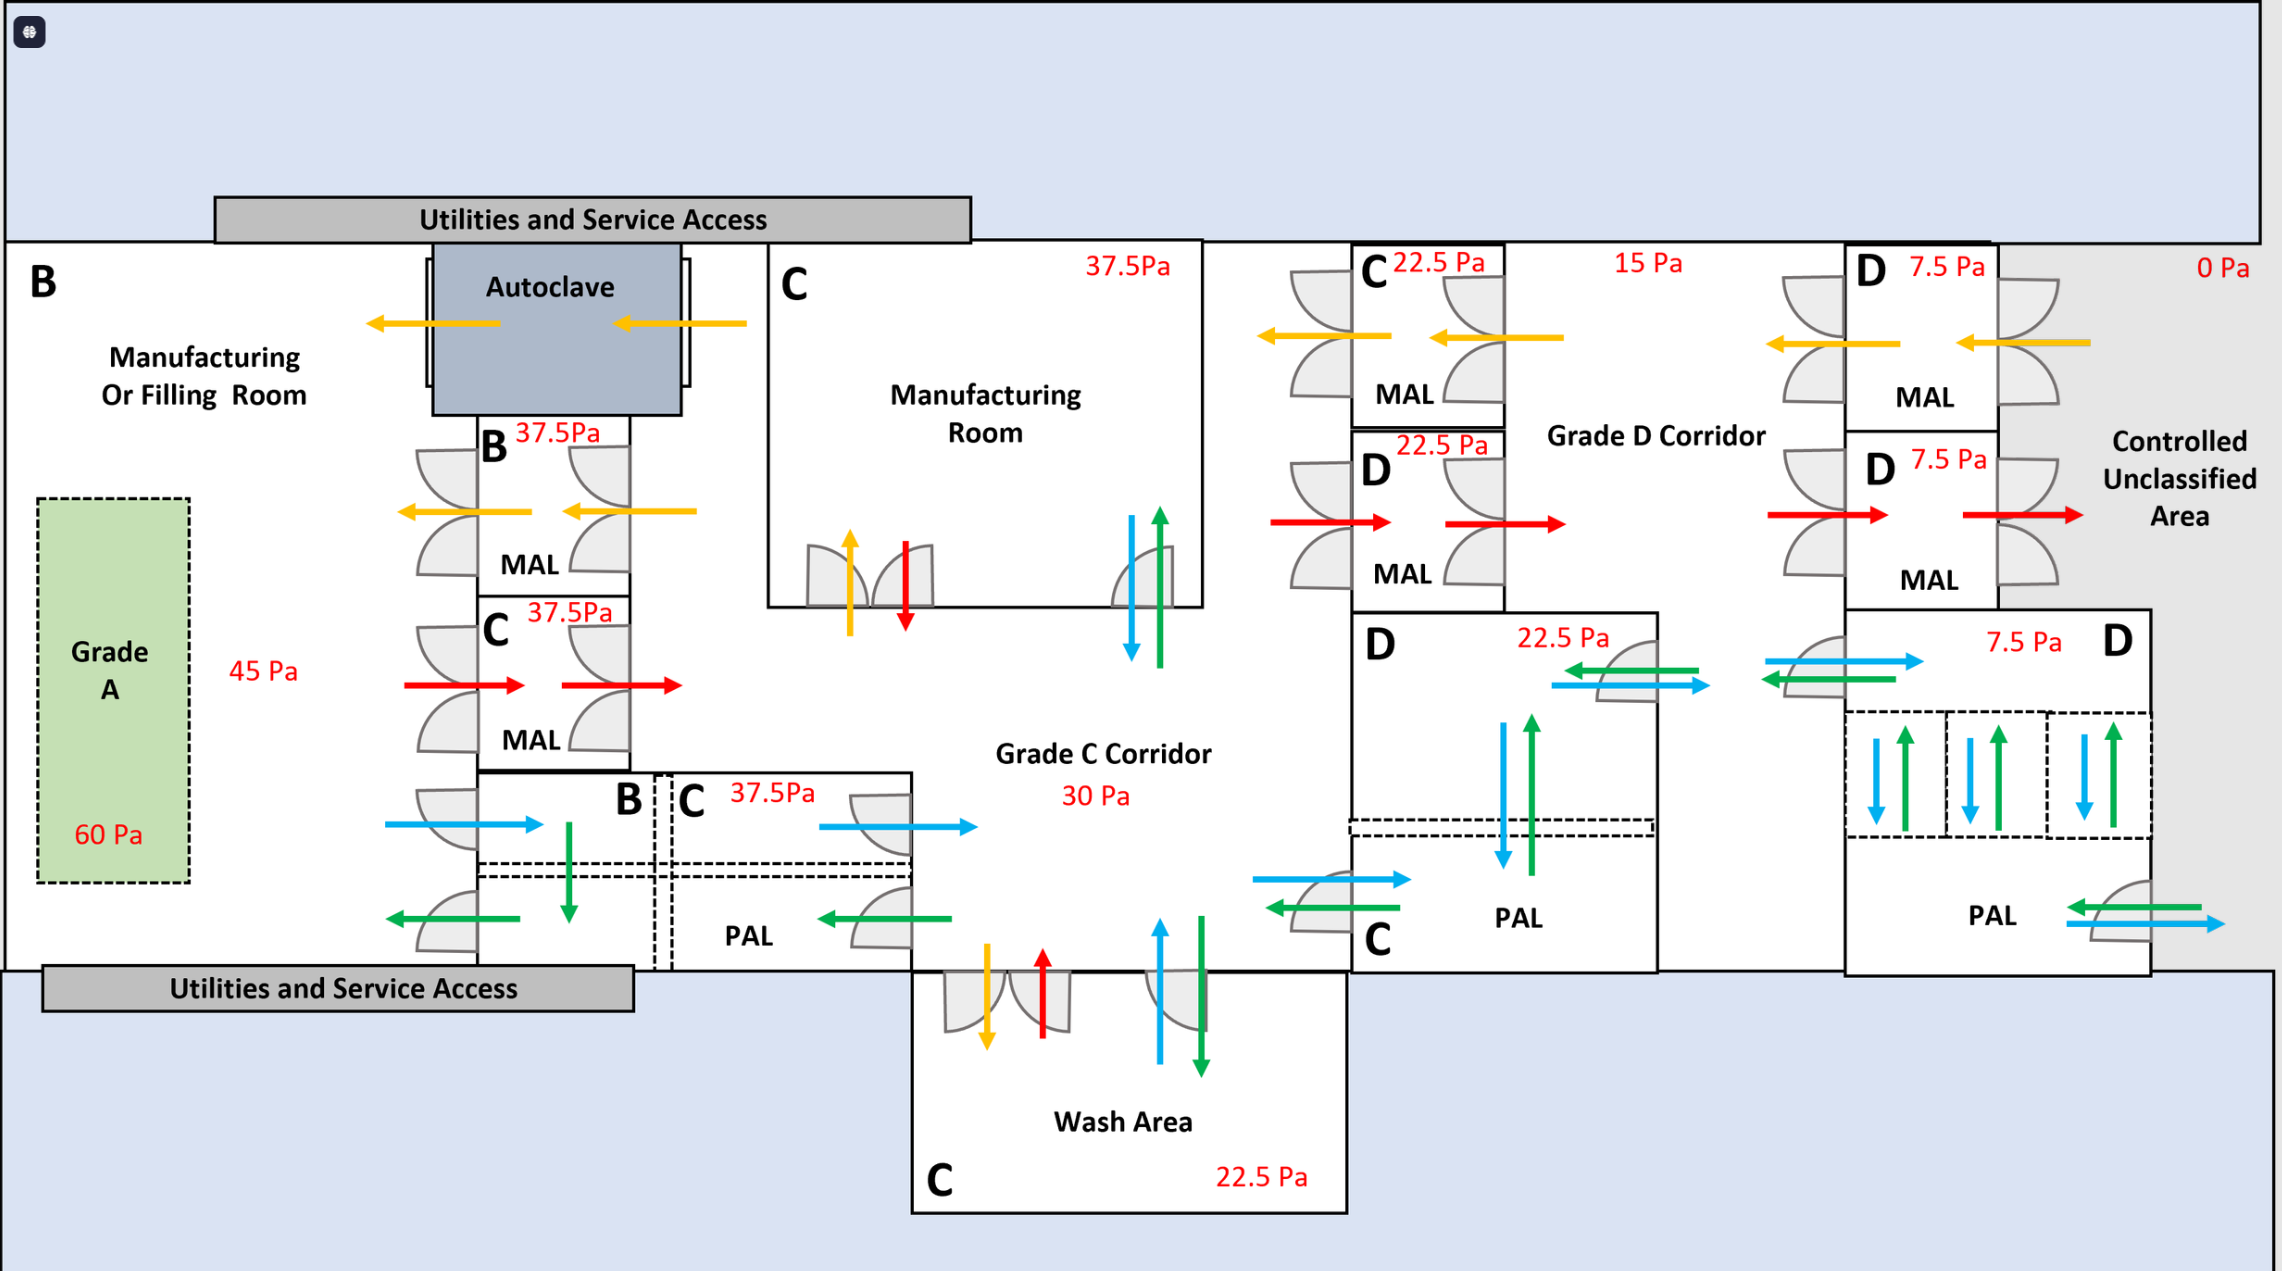 Utilities and Service Access
B
Autoclave
C
37.5Pa
C
22.5 Pa
15 Pa
D
7.5 Pa
0 Pa
Manufacturing
Or Filling Room
Manufacturing
Room
MAL
MAL
B
37.5Pa
MAL
D
22.5 Pa
MAL
Grade D Corridor
D
7.5 Pa
MAL
Controlled
Unclassified
Area
C
37.5Pa
MAL
Grade
A
60 Pa
45 Pa
D
22.5 Pa
7.5 Pa
D
Grade C Corridor
30 Pa
B
C
37.5Pa
PAL
C
PAL
PAL
Utilities and Service Access
Wash Area
C
22.5 Pa